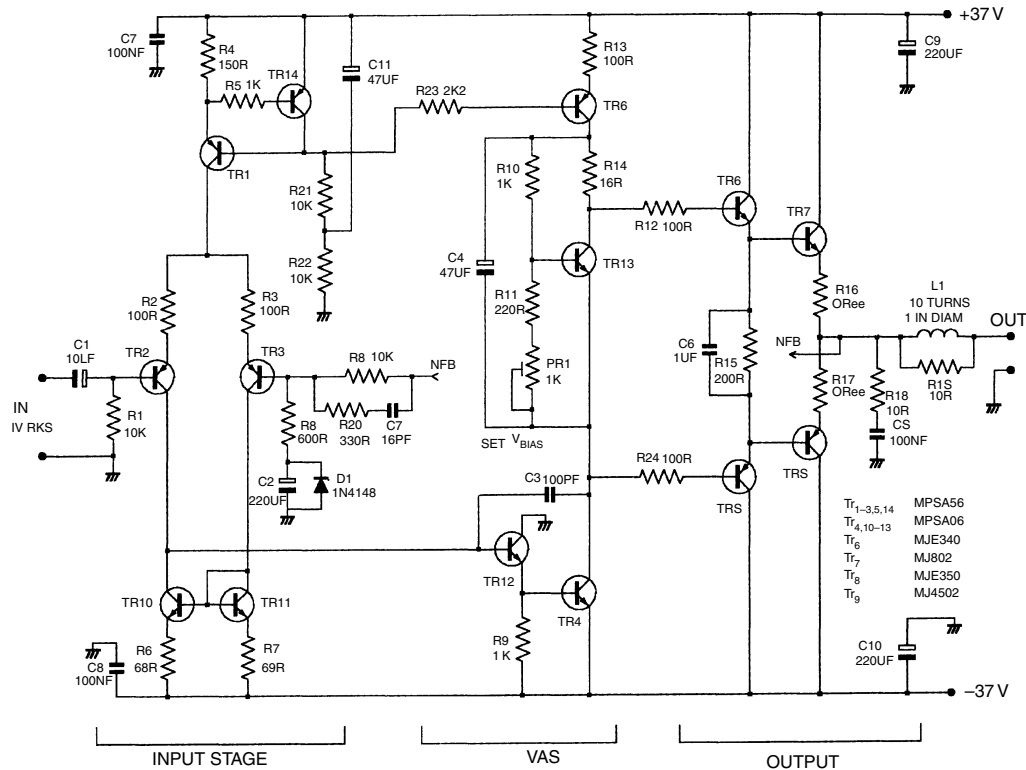 +37 V
C7
100NF
R4
150R
R5 1K
TR14
C11
47UF
R13
100R
C9
220UF
R23 2K2
TR6
TR1
R21
10K
R10
1K
R14
16R
TR6
TR7
R12 100R
R22
10K
C4
47UF
TR13
R11
220R
R16
ORee
L1
10 TURNS
1 IN DIAM
OUT
R2
100R
R3
100R
C1
10LF
TR2
TR3
R8 10K
NFB
PR1
1K
C6
1UF
R15
200R
NFB
R17
ORee
R1S
10R
IN
IV RKS
R1
10K
R8
600R
R20
330R
C7
16PF
R18
10R
CS
100NF
SET VBIAS
C2
220UF
D1
1N4148
C3
100PF
R24 100R
TRS
TRS
Tr1–3,5,14 MPSA56
Tr4,10–13 MPSA06
Tr6 MJE340
Tr7 MJ802
Tr8 MJE350
Tr9 MJ4502
TR12
TR10
TR11
TR4
R9
1 K
R6
68R
R7
69R
C8
100NF
C10
220UF
–37 V
INPUT STAGE
VAS
OUTPUT